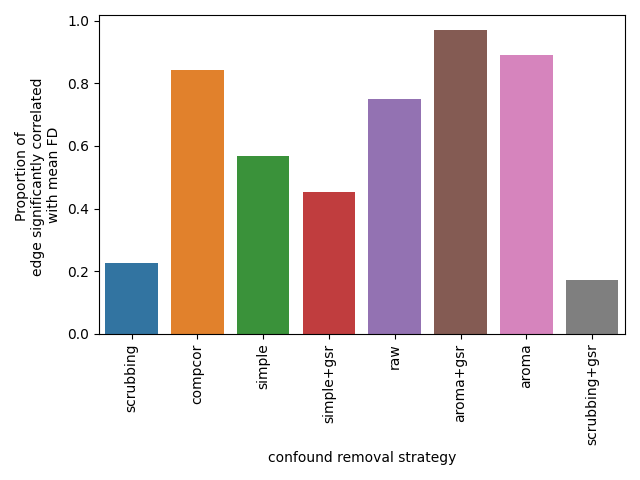 Proportion of
edge significantly correlated
with mean FD
1.0
0.8
0.6
0.4
0.2
0.0
scrubbing
compcor
simple
simple+gsr
raw
aroma+gsr
aroma
scrubbing+gsr
confound removal strategy